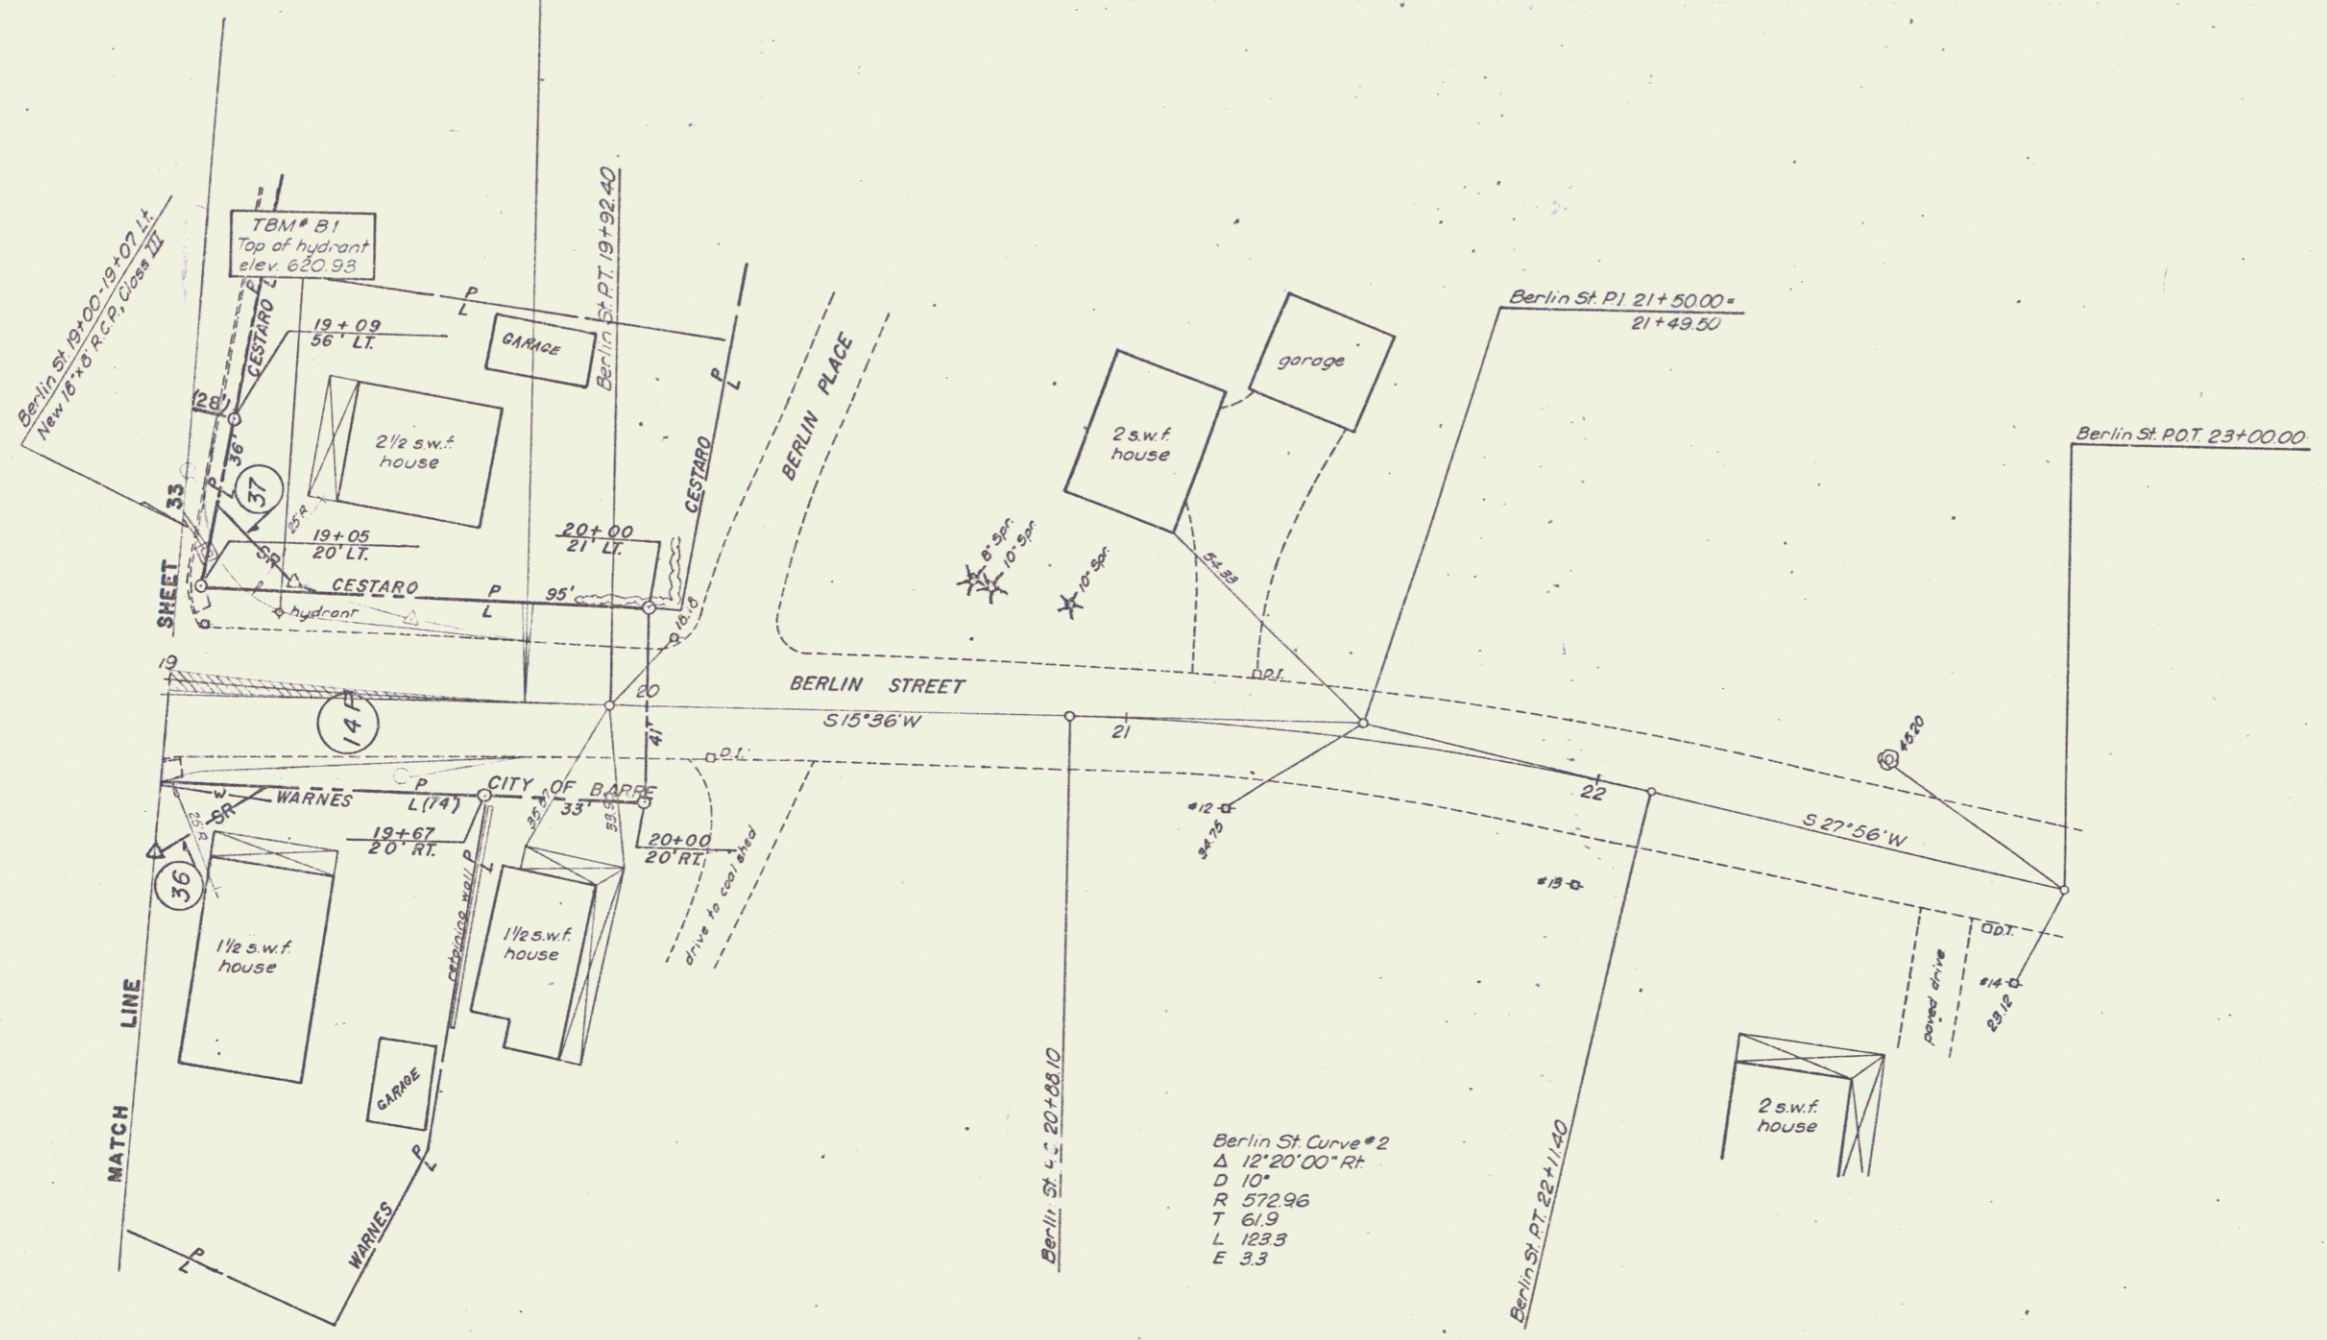 Berlin St. 19+00-19+07 Lt.
New 18"x8' R.C.P., Class III
TBM# B1
Top of hydrant
elev. 620.93
19+09
56' LT.
CESTARO
P
L
GARAGE
Berlin St. P.T. 19+92.40
(28')
36'
P
L
37
2 1/2 s.w.f.
house
25'R
SR
19+05
20' LT.
20+00
21' LT.
CESTARO
P
L
95'
hydrant
CESTARO
P
L
18.18
BERLIN PLACE
SHEET 33
8" Spr.
10" Spr.
10" Spr.
2 s.w.f.
house
garage
54.33
Berlin St. P.I. 21+50.00=
21+49.50
Berlin St. P.O.T. 23+00.00
D.I.
19
14 P
20
BERLIN STREET
S15°36'W
21
22
S 27°56'W
45.20
41'
D.I.
WARNES
P
L (74')
CITY OF BARRE
33'
SR
25'R
36
19+67
20' RT.
20+00
20' RT.
33.9
P
L
retaining wall
drive to coal shed
1 1/2 s.w.f.
house
1 1/2 s.w.f.
house
GARAGE
#12
34.75
#13
#14
23.12
D.I.
paved drive
2 s.w.f.
house
MATCH LINE
P
L
WARNES
P
L
Berlin St. 20+88.10
Berlin St. P.T. 22+11.40
Berlin St. Curve #2
Δ 12°20'00" Rt.
D 10°
R 572.96
T 61.9
L 123.3
E 3.3